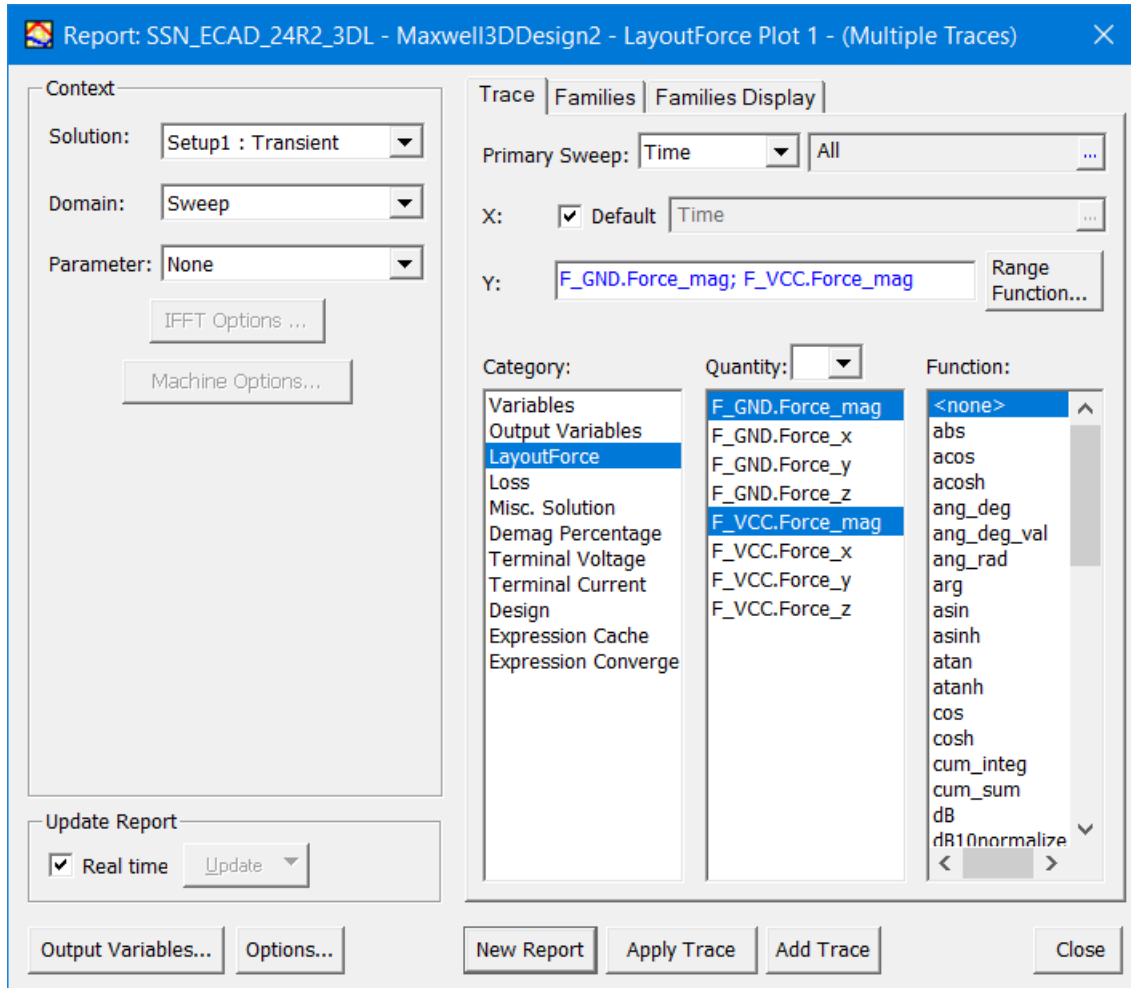 Report: SSN_ECAD_24R2_3DL - Maxwell3DDesign2 - LayoutForce Plot 1 - (Multiple Traces)
Context
Solution: Setup1 : Transient
Domain: Sweep
Parameter: None
IFFT Options ...
Machine Options...
Update Report
Real time Update
Output Variables... Options...
Trace Families Families Display
Primary Sweep: Time All ...
X: Default Time ...
Y: F_GND.Force_mag; F_VCC.Force_mag
Range
Function...
Category:
Variables
Output Variables
LayoutForce
Loss
Misc. Solution
Demag Percentage
Terminal Voltage
Terminal Current
Design
Expression Cache
Expression Converge
Quantity:
F_GND.Force_mag
F_GND.Force_x
F_GND.Force_y
F_GND.Force_z
F_VCC.Force_mag
F_VCC.Force_x
F_VCC.Force_y
F_VCC.Force_z
Function:
<none>
abs
acos
acosh
ang_deg
ang_deg_val
ang_rad
arg
asin
asinh
atan
atanh
cos
cosh
cum_integ
cum_sum
dB
dB10normalize
New Report Apply Trace Add Trace Close